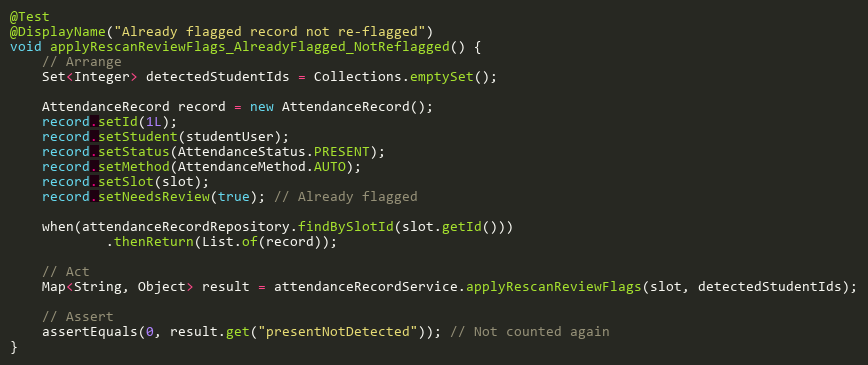 @Test
@DisplayName("Already flagged record not re-flagged")
void applyRescanReviewFlags_AlreadyFlagged_NotReflagged() {
    // Arrange
    Set<Integer> detectedStudentIds = Collections.emptySet();

    AttendanceRecord record = new AttendanceRecord();
    record.setId(1L);
    record.setStudent(studentUser);
    record.setStatus(AttendanceStatus.PRESENT);
    record.setMethod(AttendanceMethod.AUTO);
    record.setSlot(slot);
    record.setNeedsReview(true); // Already flagged

    when(attendanceRecordRepository.findBySlotId(slot.getId()))
            .thenReturn(List.of(record));

    // Act
    Map<String, Object> result = attendanceRecordService.applyRescanReviewFlags(slot, detectedStudentIds);

    // Assert
    assertEquals(0, result.get("presentNotDetected")); // Not counted again
}